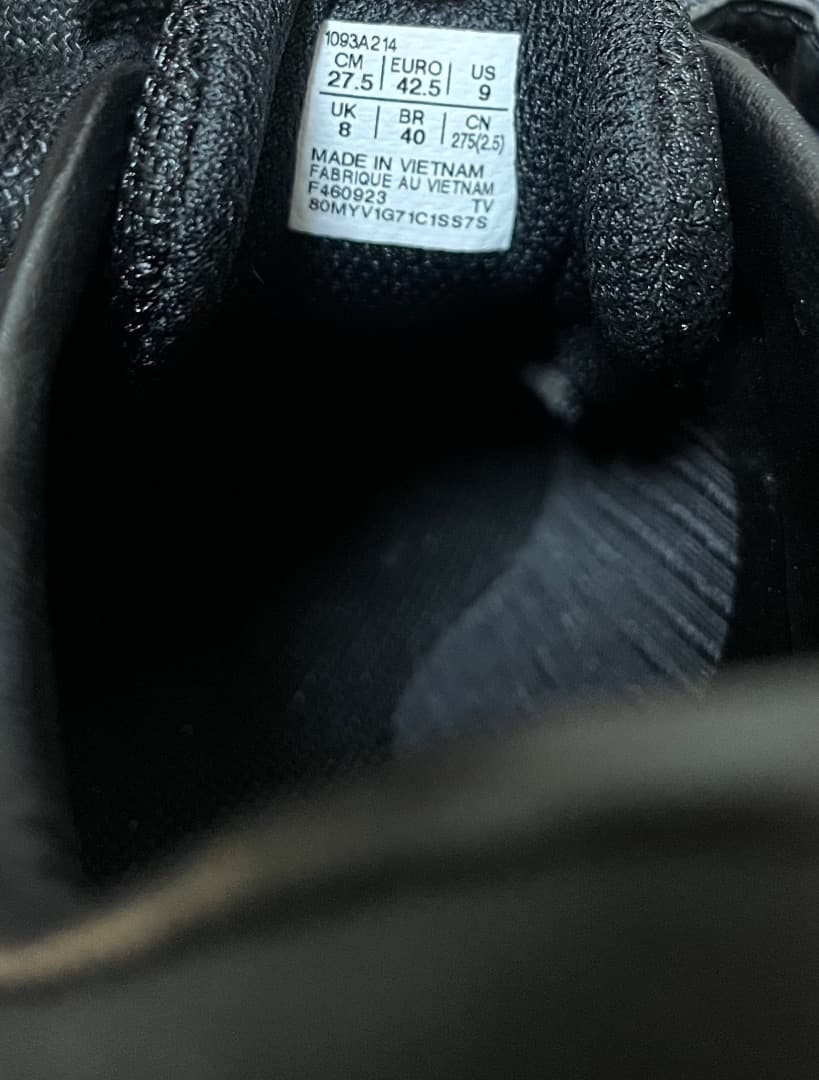 1093A214
CM | EURO | US
27.5 | 42.5 | 9
UK | BR | CN
8 | 40 | 275(2.5)
MADE IN VIETNAM
FABRIQUE AU VIETNAM
F460923 TV
80MYV1G71C1SS7S